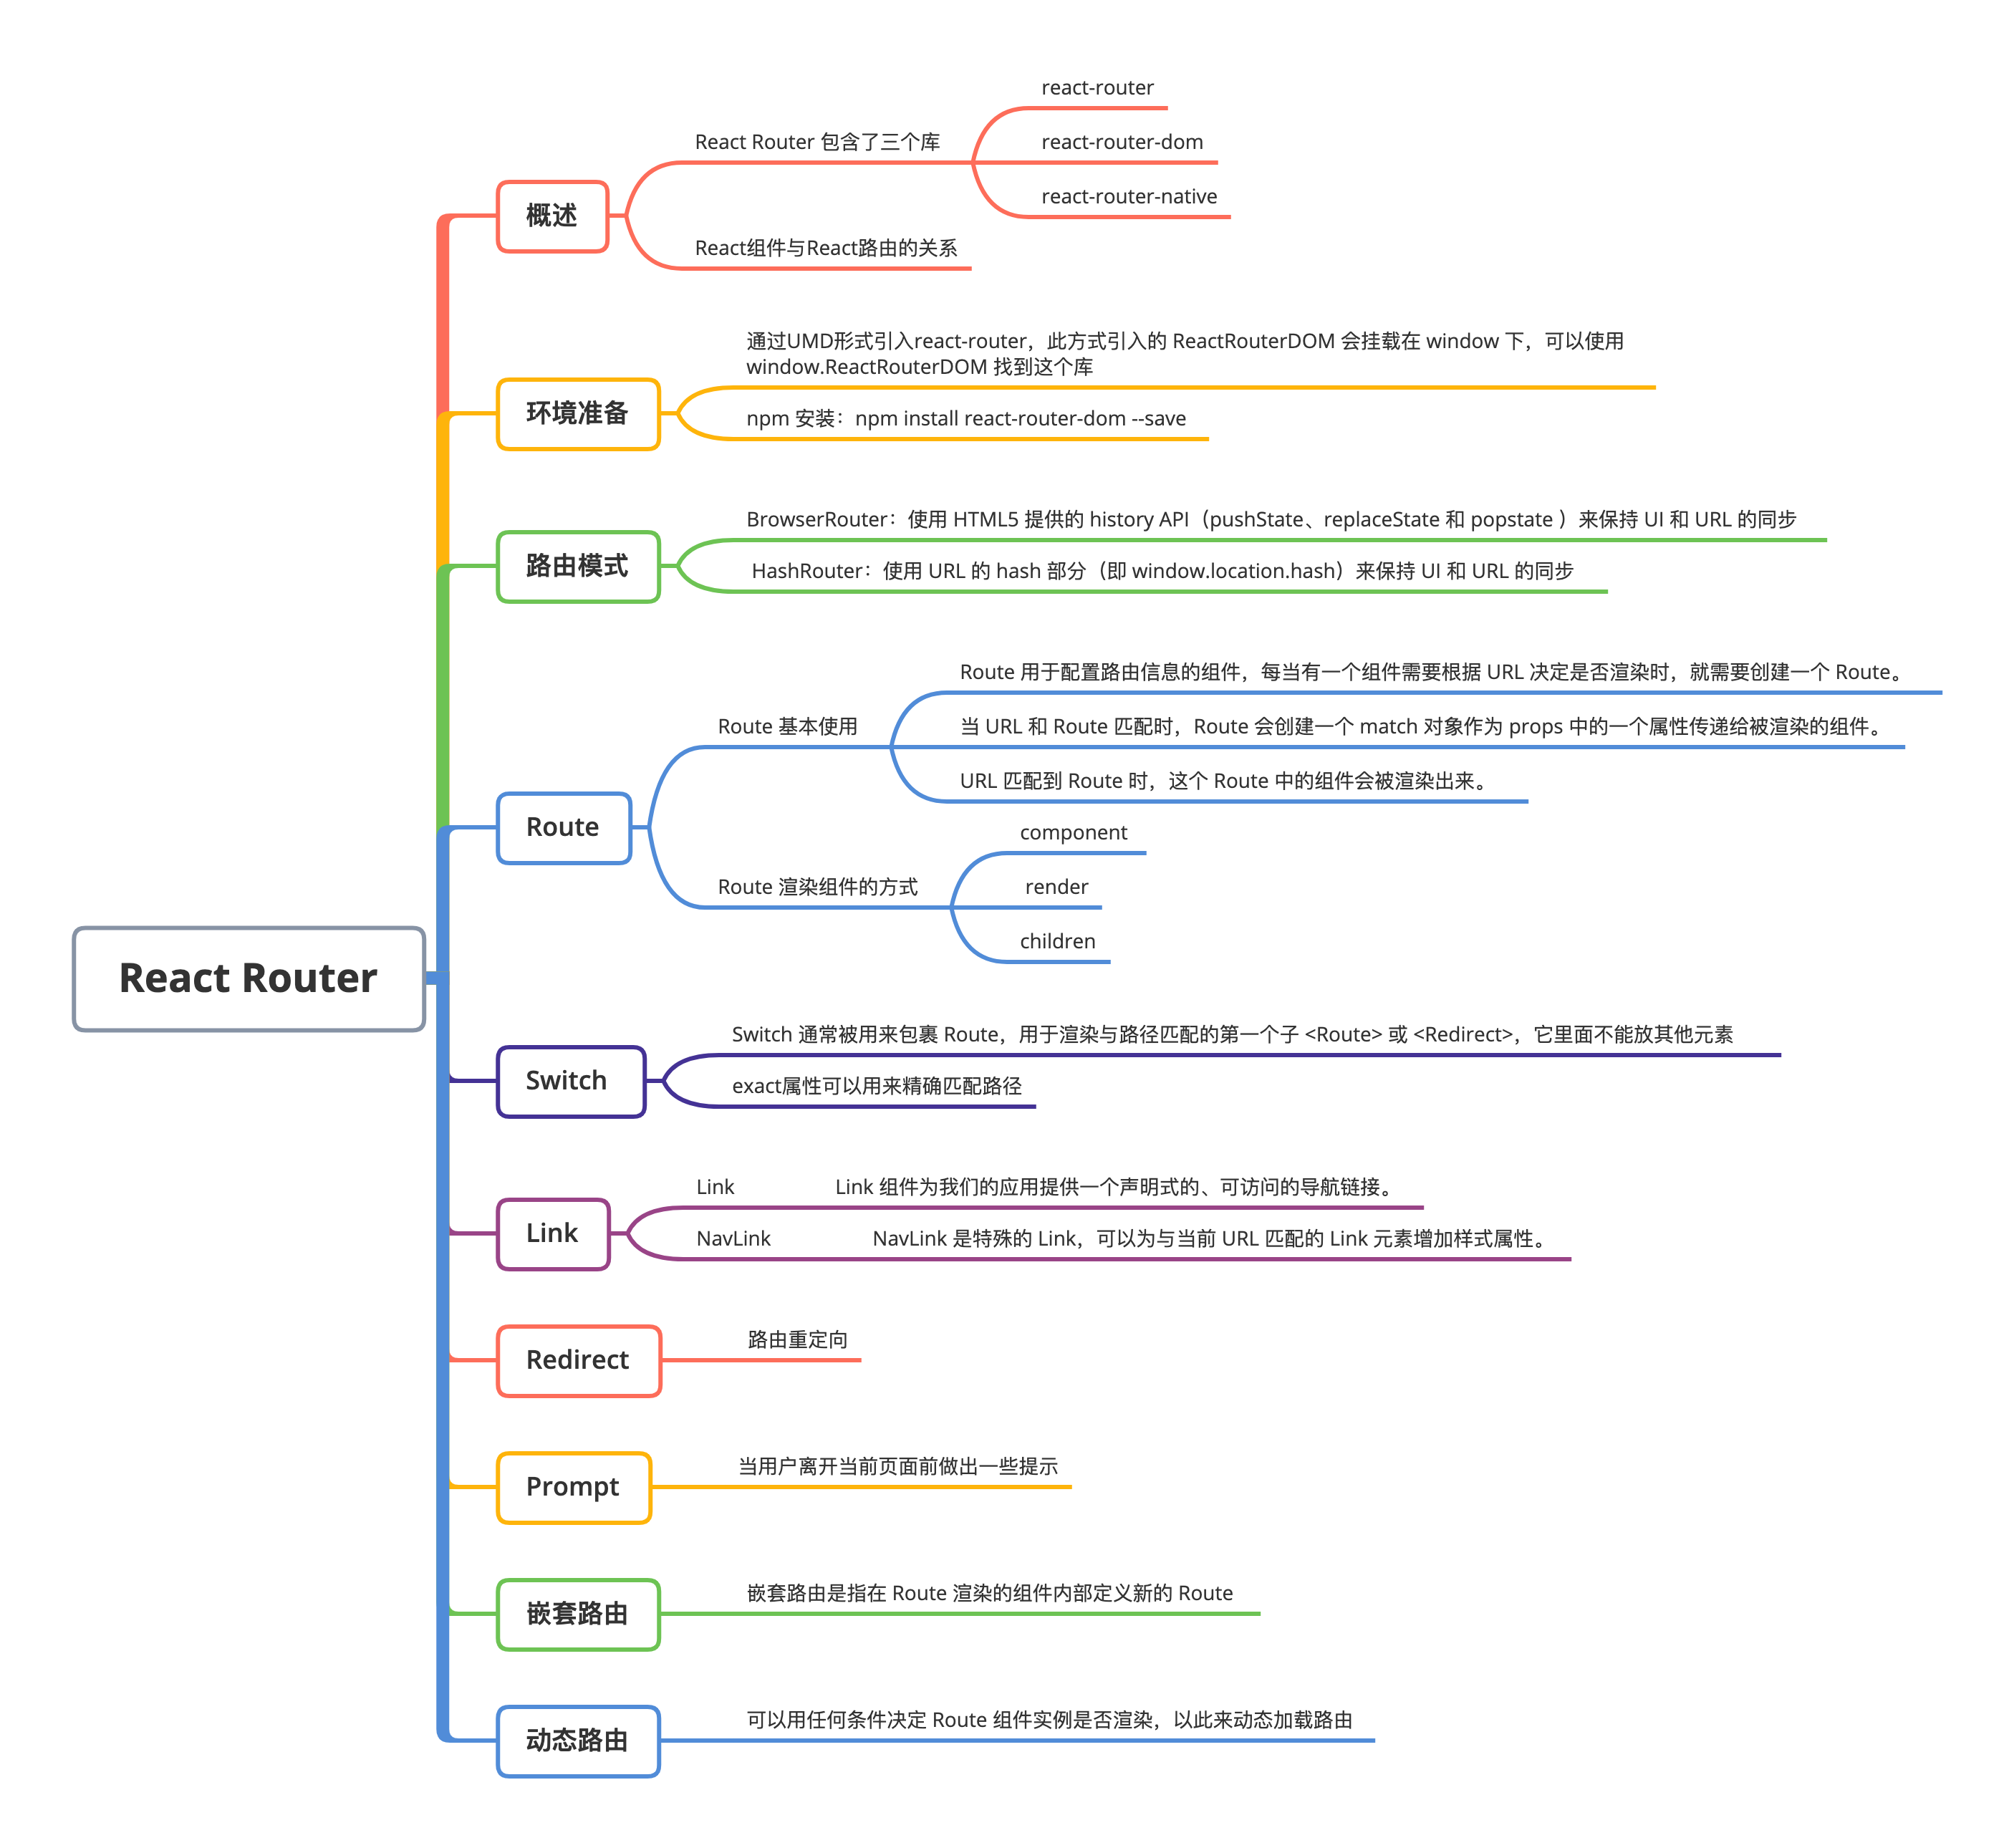 react-router
React Router 包含了三个库
react-router-dom
react-router-native
概述
React组件与React路由的关系
通过UMD形式引入react-router，此方式引入的 ReactRouterDOM 会挂载在 window 下，可以使用
window.ReactRouterDOM 找到这个库
环境准备
npm 安装：npm install react-router-dom --save
BrowserRouter：使用 HTML5 提供的 history API（pushState、replaceState 和 popstate ）来保持 UI 和 URL 的同步
路由模式
HashRouter：使用 URL 的 hash 部分（即 window.location.hash）来保持 UI 和 URL 的同步
Route 用于配置路由信息的组件，每当有一个组件需要根据 URL 决定是否渲染时，就需要创建一个 Route。
Route 基本使用
当 URL 和 Route 匹配时，Route 会创建一个 match 对象作为 props 中的一个属性传递给被渲染的组件。
URL 匹配到 Route 时，这个 Route 中的组件会被渲染出来。
Route
component
Route 渲染组件的方式
render
children
React Router
Switch 通常被用来包裹 Route，用于渲染与路径匹配的第一个子 <Route> 或 <Redirect>，它里面不能放其他元素
Switch
exact属性可以用来精确匹配路径
Link
Link 组件为我们的应用提供一个声明式的、可访问的导航链接。
Link
NavLink
NavLink 是特殊的 Link，可以为与当前 URL 匹配的 Link 元素增加样式属性。
Redirect
路由重定向
Prompt
当用户离开当前页面前做出一些提示
嵌套路由
嵌套路由是指在 Route 渲染的组件内部定义新的 Route
动态路由
可以用任何条件决定 Route 组件实例是否渲染，以此来动态加载路由